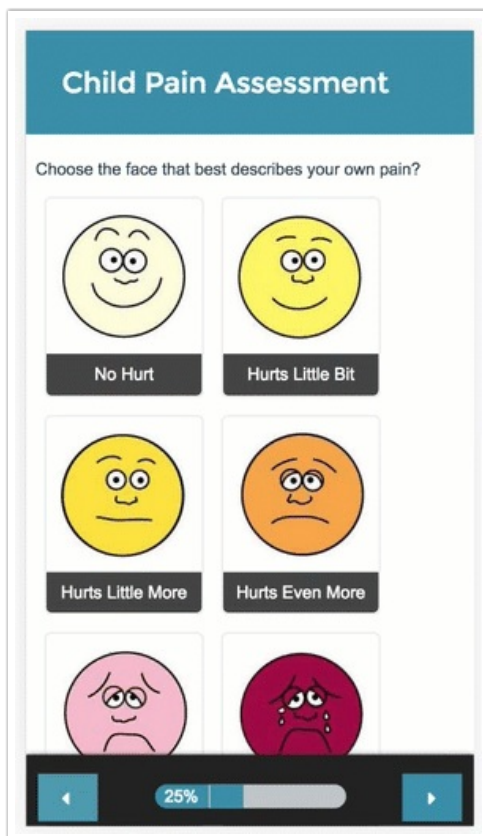 Child Pain Assessment
Choose the face that best describes your own pain?
No Hurt
Hurts Little Bit
Hurts Little More
Hurts Even More
25%